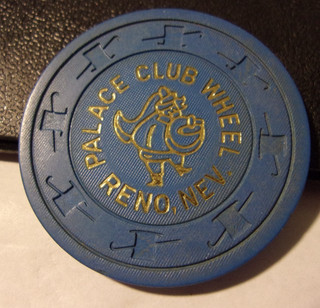 PALACE CLUB WHEEL
RENO, NEV.